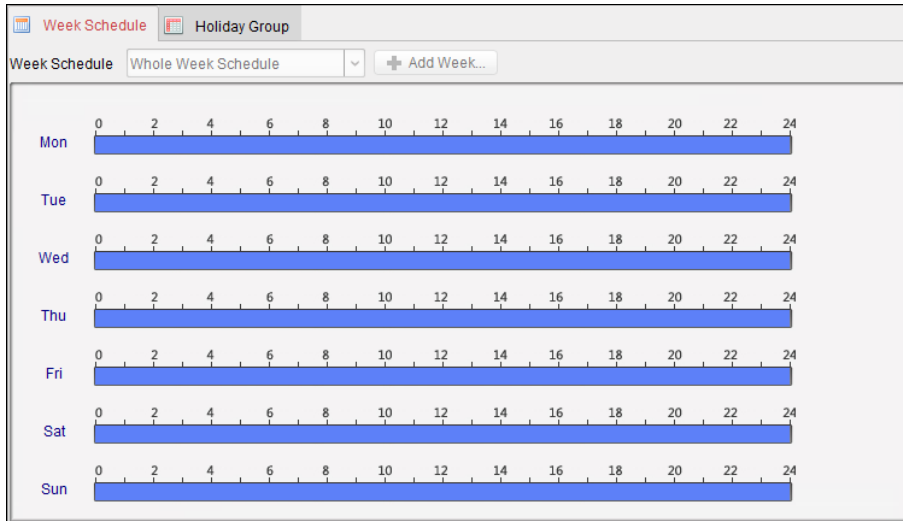 Week Schedule Holiday Group
Week Schedule Whole Week Schedule Add Week...
0 2 4 6 8 10 12 14 16 18 20 22 24
Mon
0 2 4 6 8 10 12 14 16 18 20 22 24
Tue
0 2 4 6 8 10 12 14 16 18 20 22 24
Wed
0 2 4 6 8 10 12 14 16 18 20 22 24
Thu
0 2 4 6 8 10 12 14 16 18 20 22 24
Fri
0 2 4 6 8 10 12 14 16 18 20 22 24
Sat
0 2 4 6 8 10 12 14 16 18 20 22 24
Sun